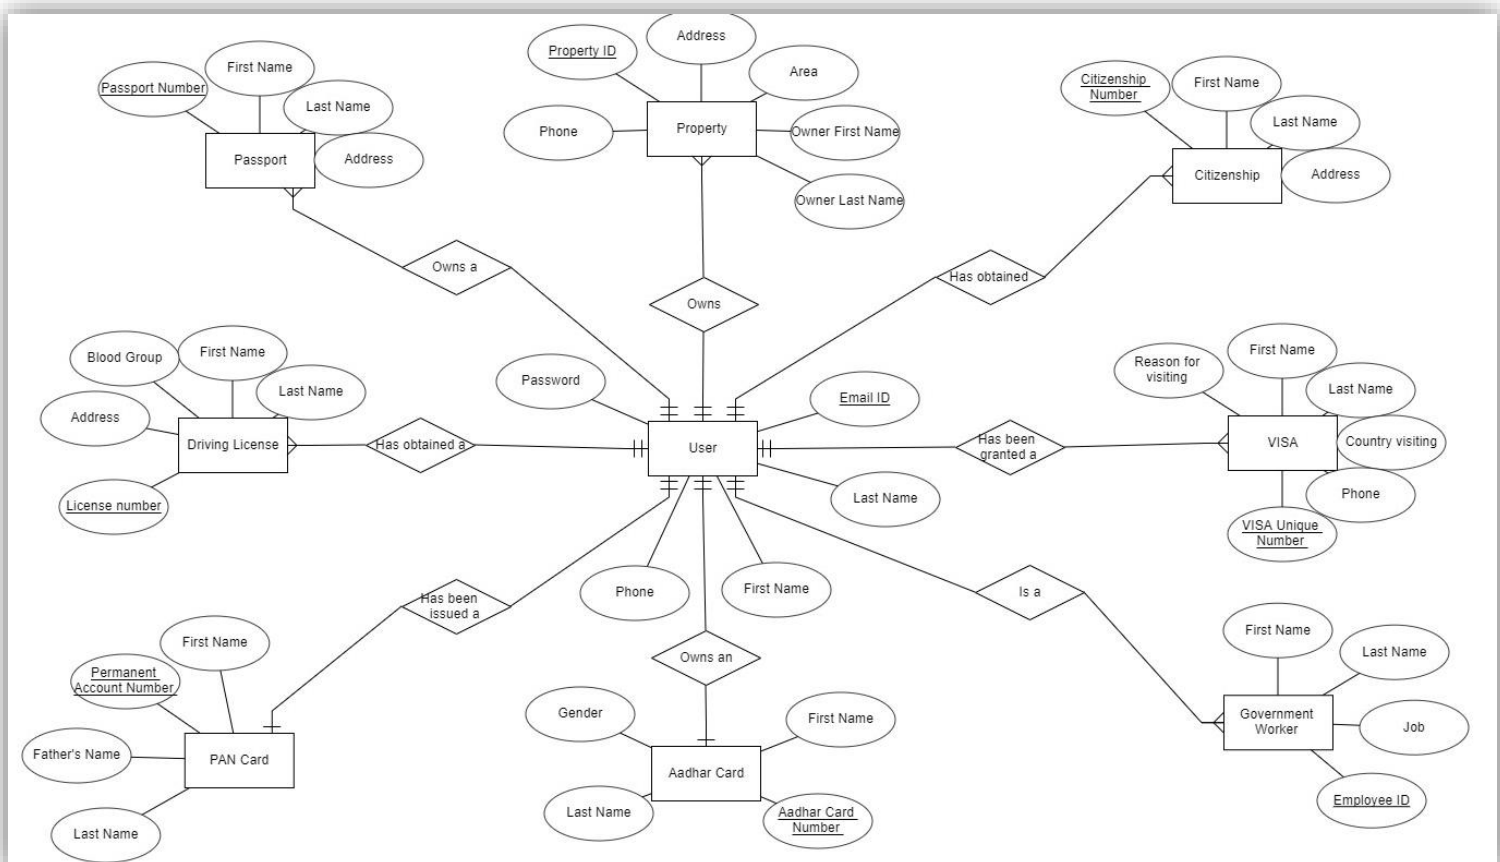 Property ID
Address
Area
Phone
Property
Owner First Name
Owner Last Name
Passport Number
First Name
Last Name
Passport
Address
Citizenship
Number
First Name
Last Name
Citizenship
Address
Owns a
Owns
Has obtained
Blood Group
First Name
Last Name
Address
Driving License
License number
Has obtained a
Password
Email ID
User
Last Name
Phone
First Name
Has been
granted a
Reason for
visiting
First Name
Last Name
VISA
Country visiting
Phone
VISA Unique
Number
Has been
issued a
Owns an
Is a
First Name
Permanent
Account Number
Father's Name
PAN Card
Last Name
Gender
First Name
Aadhar Card
Last Name
Aadhar Card
Number
First Name
Last Name
Government
Worker
Job
Employee ID